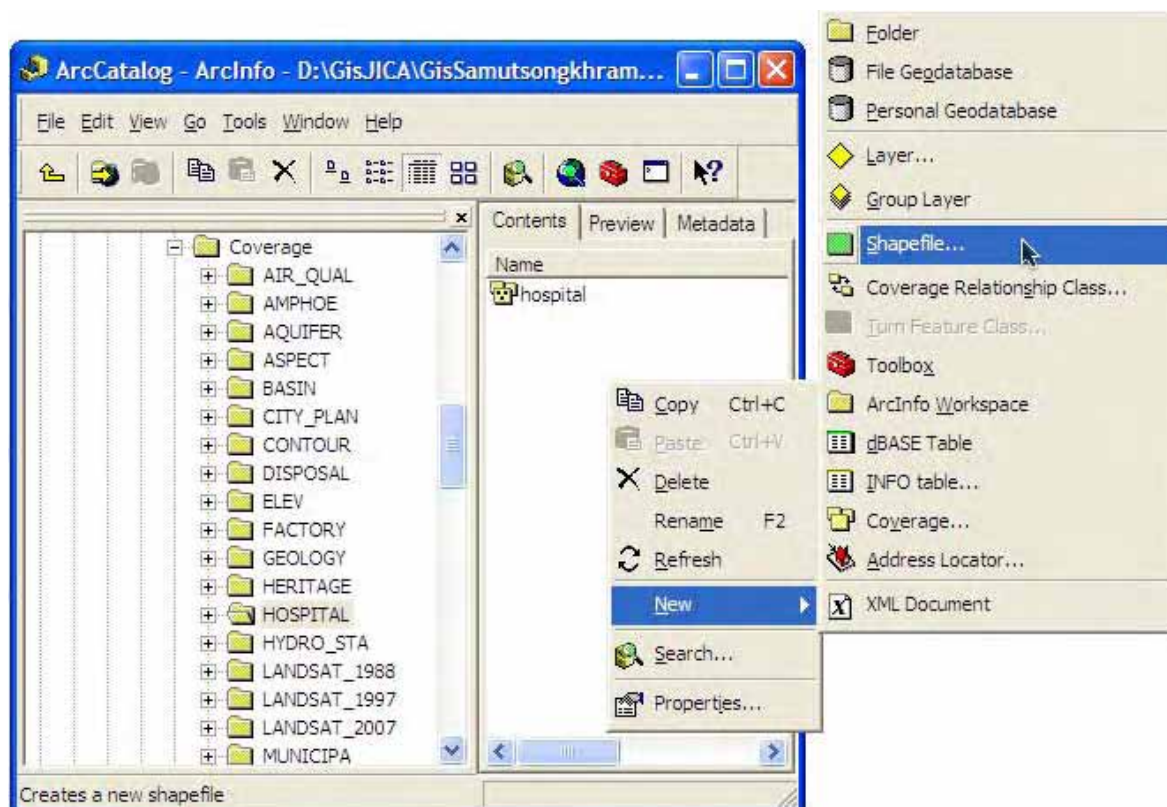 ArcCatalog - ArcInfo - D:\GisJICA\GisSamutsongkhram...
File Edit View Go Tools Window Help
Contents Preview Metadata
Name
hospital
Coverage
AIR_QUAL
AMPHOE
AQUIFER
ASPECT
BASIN
CITY_PLAN
CONTOUR
DISPOSAL
ELEV
FACTORY
GEOLOGY
HERITAGE
HOSPITAL
HYDRO_STA
LANDSAT_1988
LANDSAT_1997
LANDSAT_2007
MUNICIPA
Creates a new shapefile
Copy Ctrl+C
Paste Ctrl+V
Delete
Rename F2
Refresh
New
Search...
Properties...
Folder
File Geodatabase
Personal Geodatabase
Layer...
Group Layer
Shapefile...
Coverage Relationship Class...
Turn Feature Class...
Toolbox
ArcInfo Workspace
dBASE Table
INFO table...
Coverage...
Address Locator...
XML Document